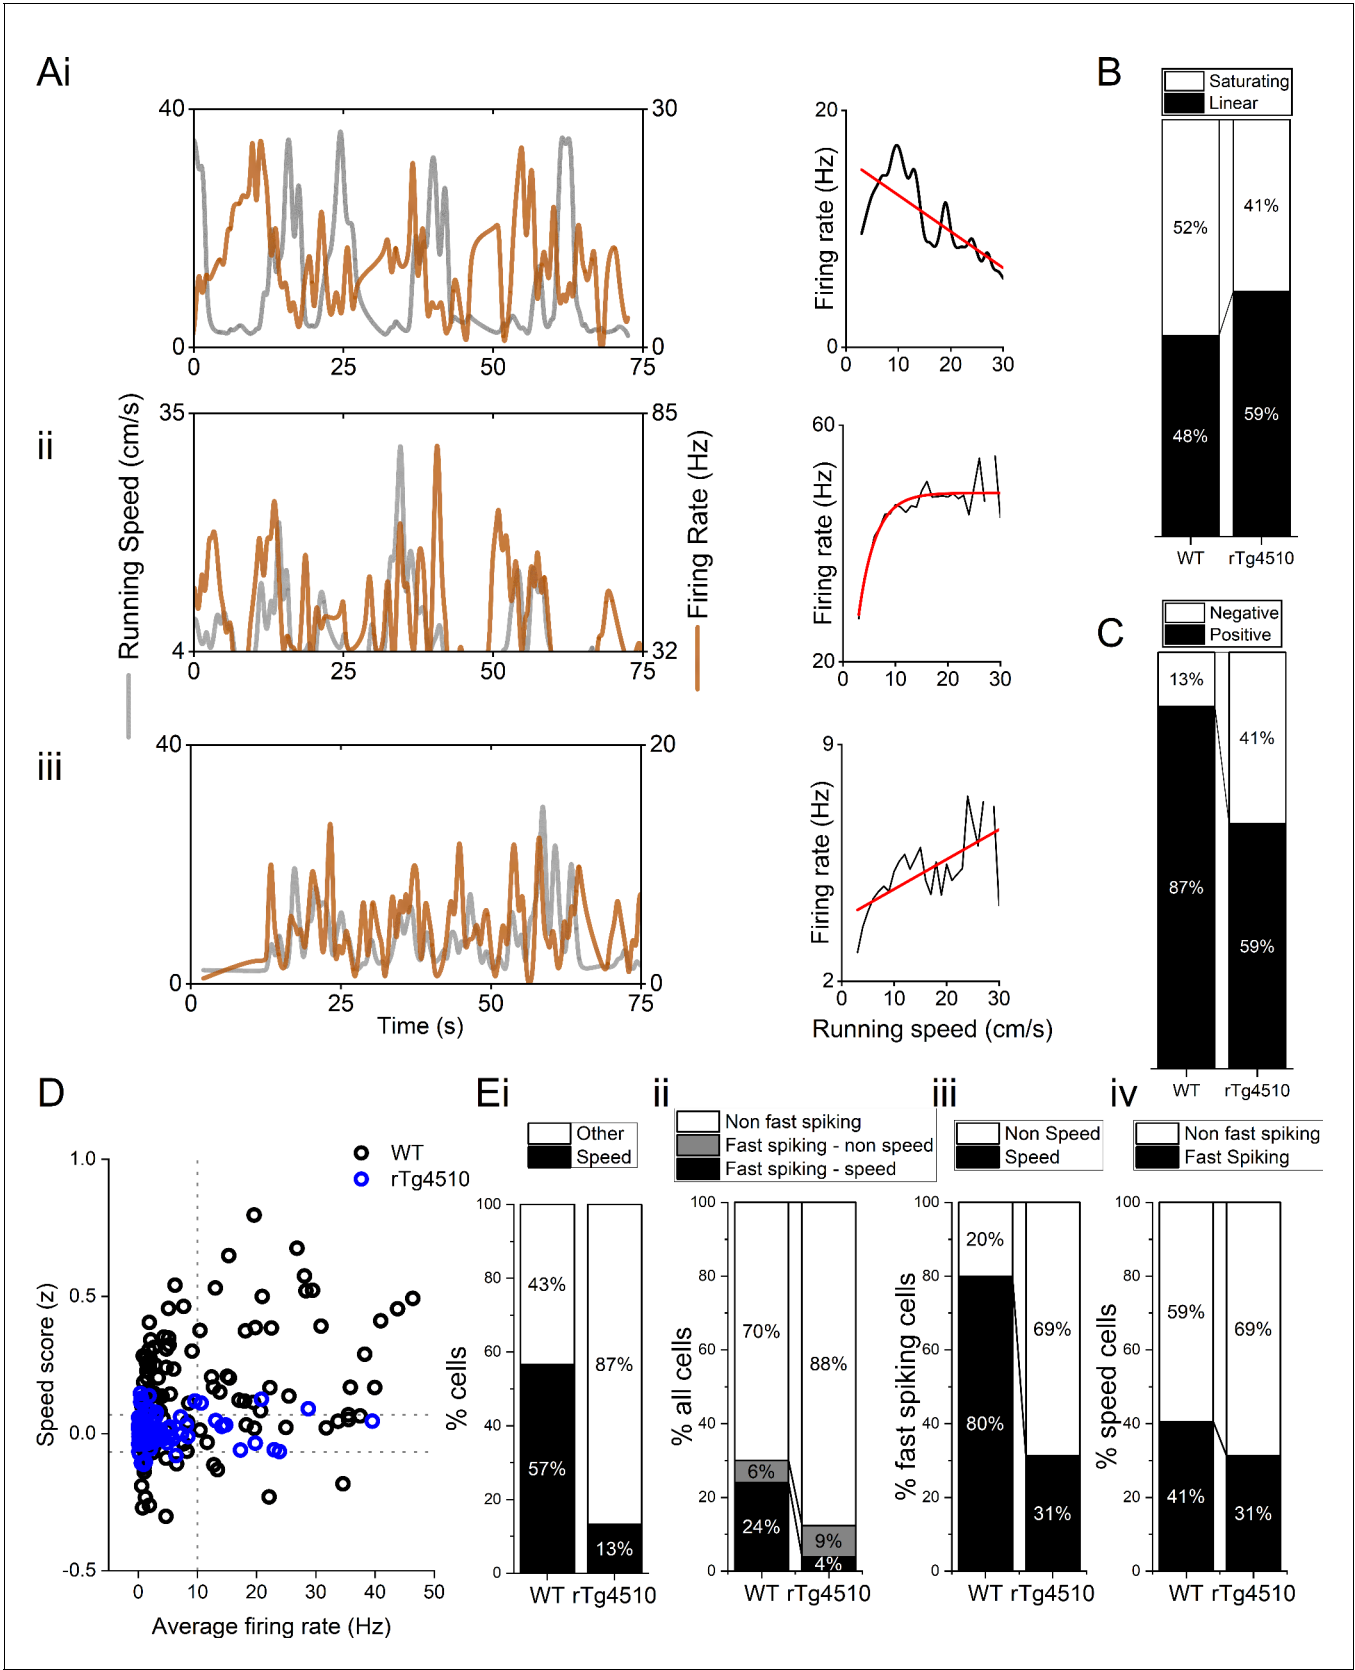 Ai
40
30
0
0
0
25
50
75
20
Firing rate (Hz)
0
0
10
20
30
cm/s
B
Saturating
Linear
52%
41%
48%
59%
WT
rTg4510
ii
Running Speed (cm/s)
Firing Rate (Hz)
35
85
4
32
0
25
50
75
60
Firing rate (Hz)
20
0
10
20
30
C
Negative
Positive
13%
41%
87%
59%
WT
rTg4510
iii
40
20
0
0
0
25
50
75
Time (s)
9
Firing rate (Hz)
2
0
10
20
30
Running speed (cm/s)
D
WT
rTg4510
1.0
0.5
0.0
-0.5
Speed score (z)
0
10
20
30
40
50
Average firing rate (Hz)
Ei
Other
Speed
% cells
100
80
60
40
20
0
43%
87%
57%
13%
WT rTg4510
ii
Non fast spiking
Fast spiking - non speed
Fast spiking - speed
% all cells
100
80
60
40
20
0
70%
88%
6%
9%
24%
4%
WT rTg4510
iii
Non Speed
Speed
% fast spiking cells
100
80
60
40
20
0
20%
69%
80%
31%
WT rTg4510
iv
Non fast spiking
Fast Spiking
% speed cells
100
80
60
40
20
0
59%
69%
41%
31%
WT rTg4510